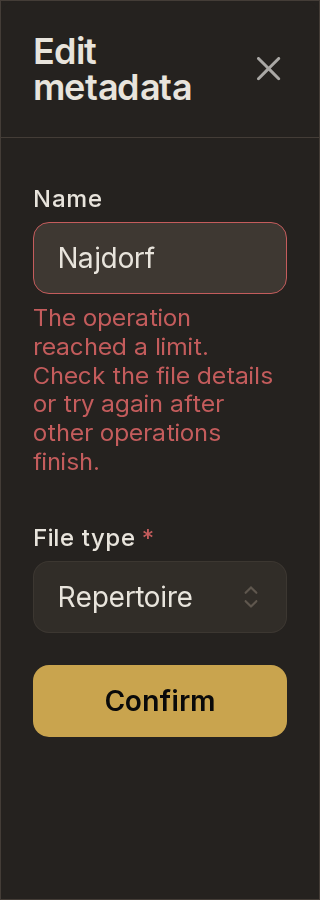 Edit
metadata
Name
Najdorf
The operation
reached a limit.
Check the file details
or try again after
other operations
finish.
File type *
Repertoire
Confirm